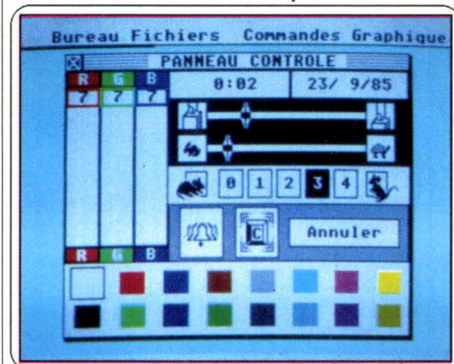 Bureau Fichiers Commandes Graphique
PANNEAU CONTROLE
R G B
7 7 7
0:02 23/ 9/85
0 1 2 3 4
C
Annuler
R G B